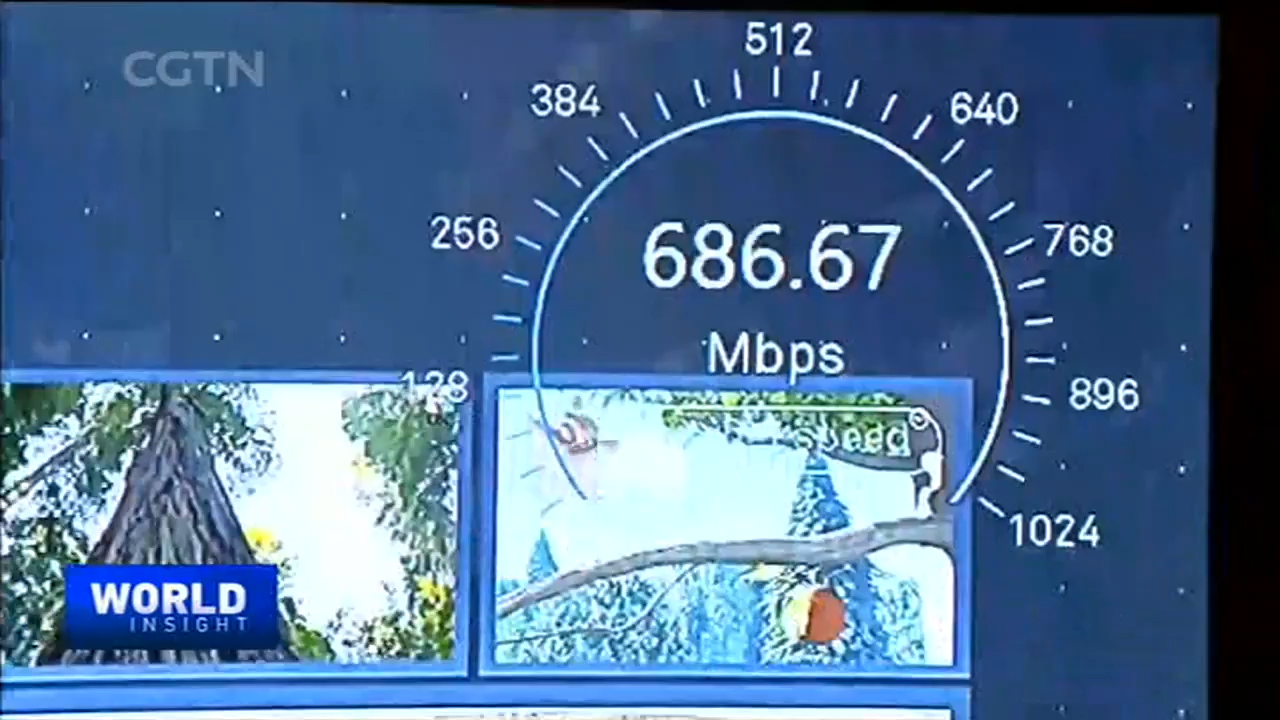 CGTN
512
384
640
256
686.67
768
Mbps
128
896
speed
1024
WORLD
INSIGHT